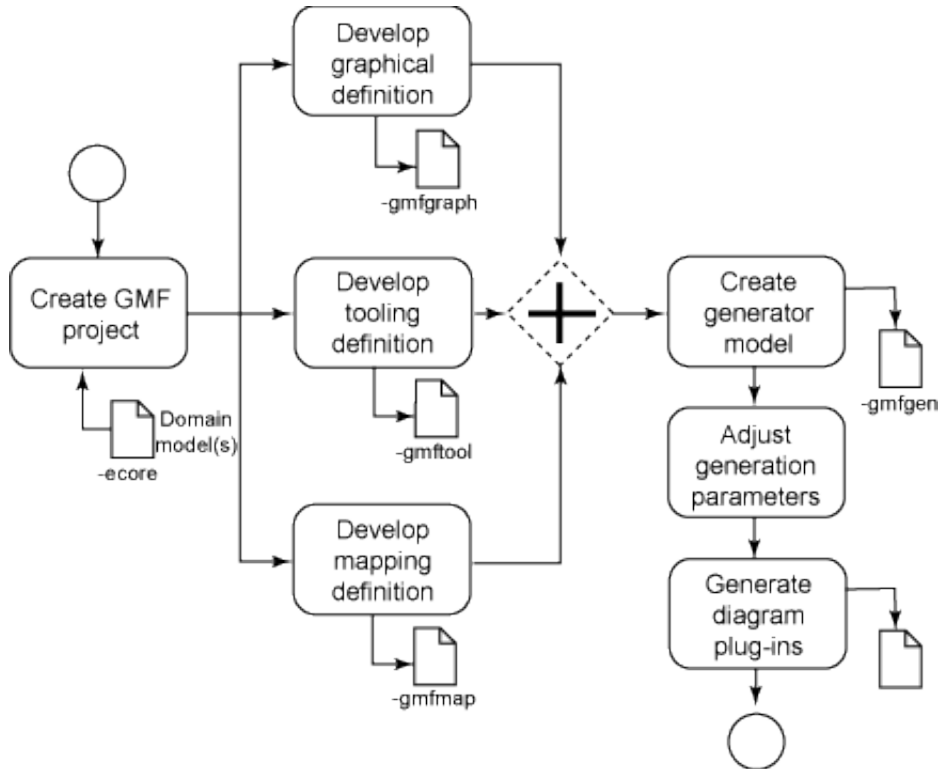 Develop
graphical
definition
-gmfgraph
Create GMF
project
Domain
model(s)
-ecore
Develop
tooling
definition
-gmftool
Develop
mapping
definition
-gmfmap
Create
generator
model
-gmfgen
Adjust
generation
parameters
Generate
diagram
plug-ins